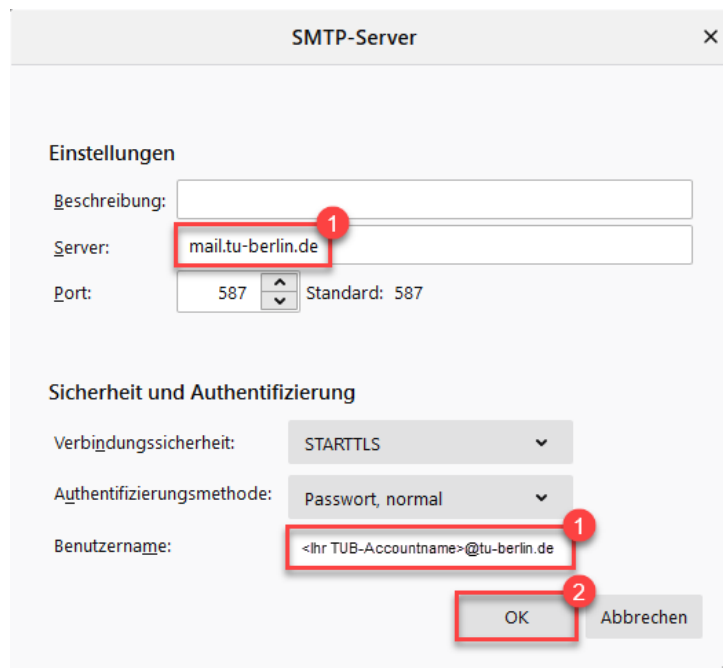 SMTP-Server
Einstellungen
Beschreibung:
1
Server: mail.tu-berlin.de
Port: 587 Standard: 587
Sicherheit und Authentifizierung
Verbindungssicherheit: STARTTLS
Authentifizierungsmethode: Passwort, normal
1
Benutzername: <Ihr TUB-Accountname>@tu-berlin.de
2
OK Abbrechen